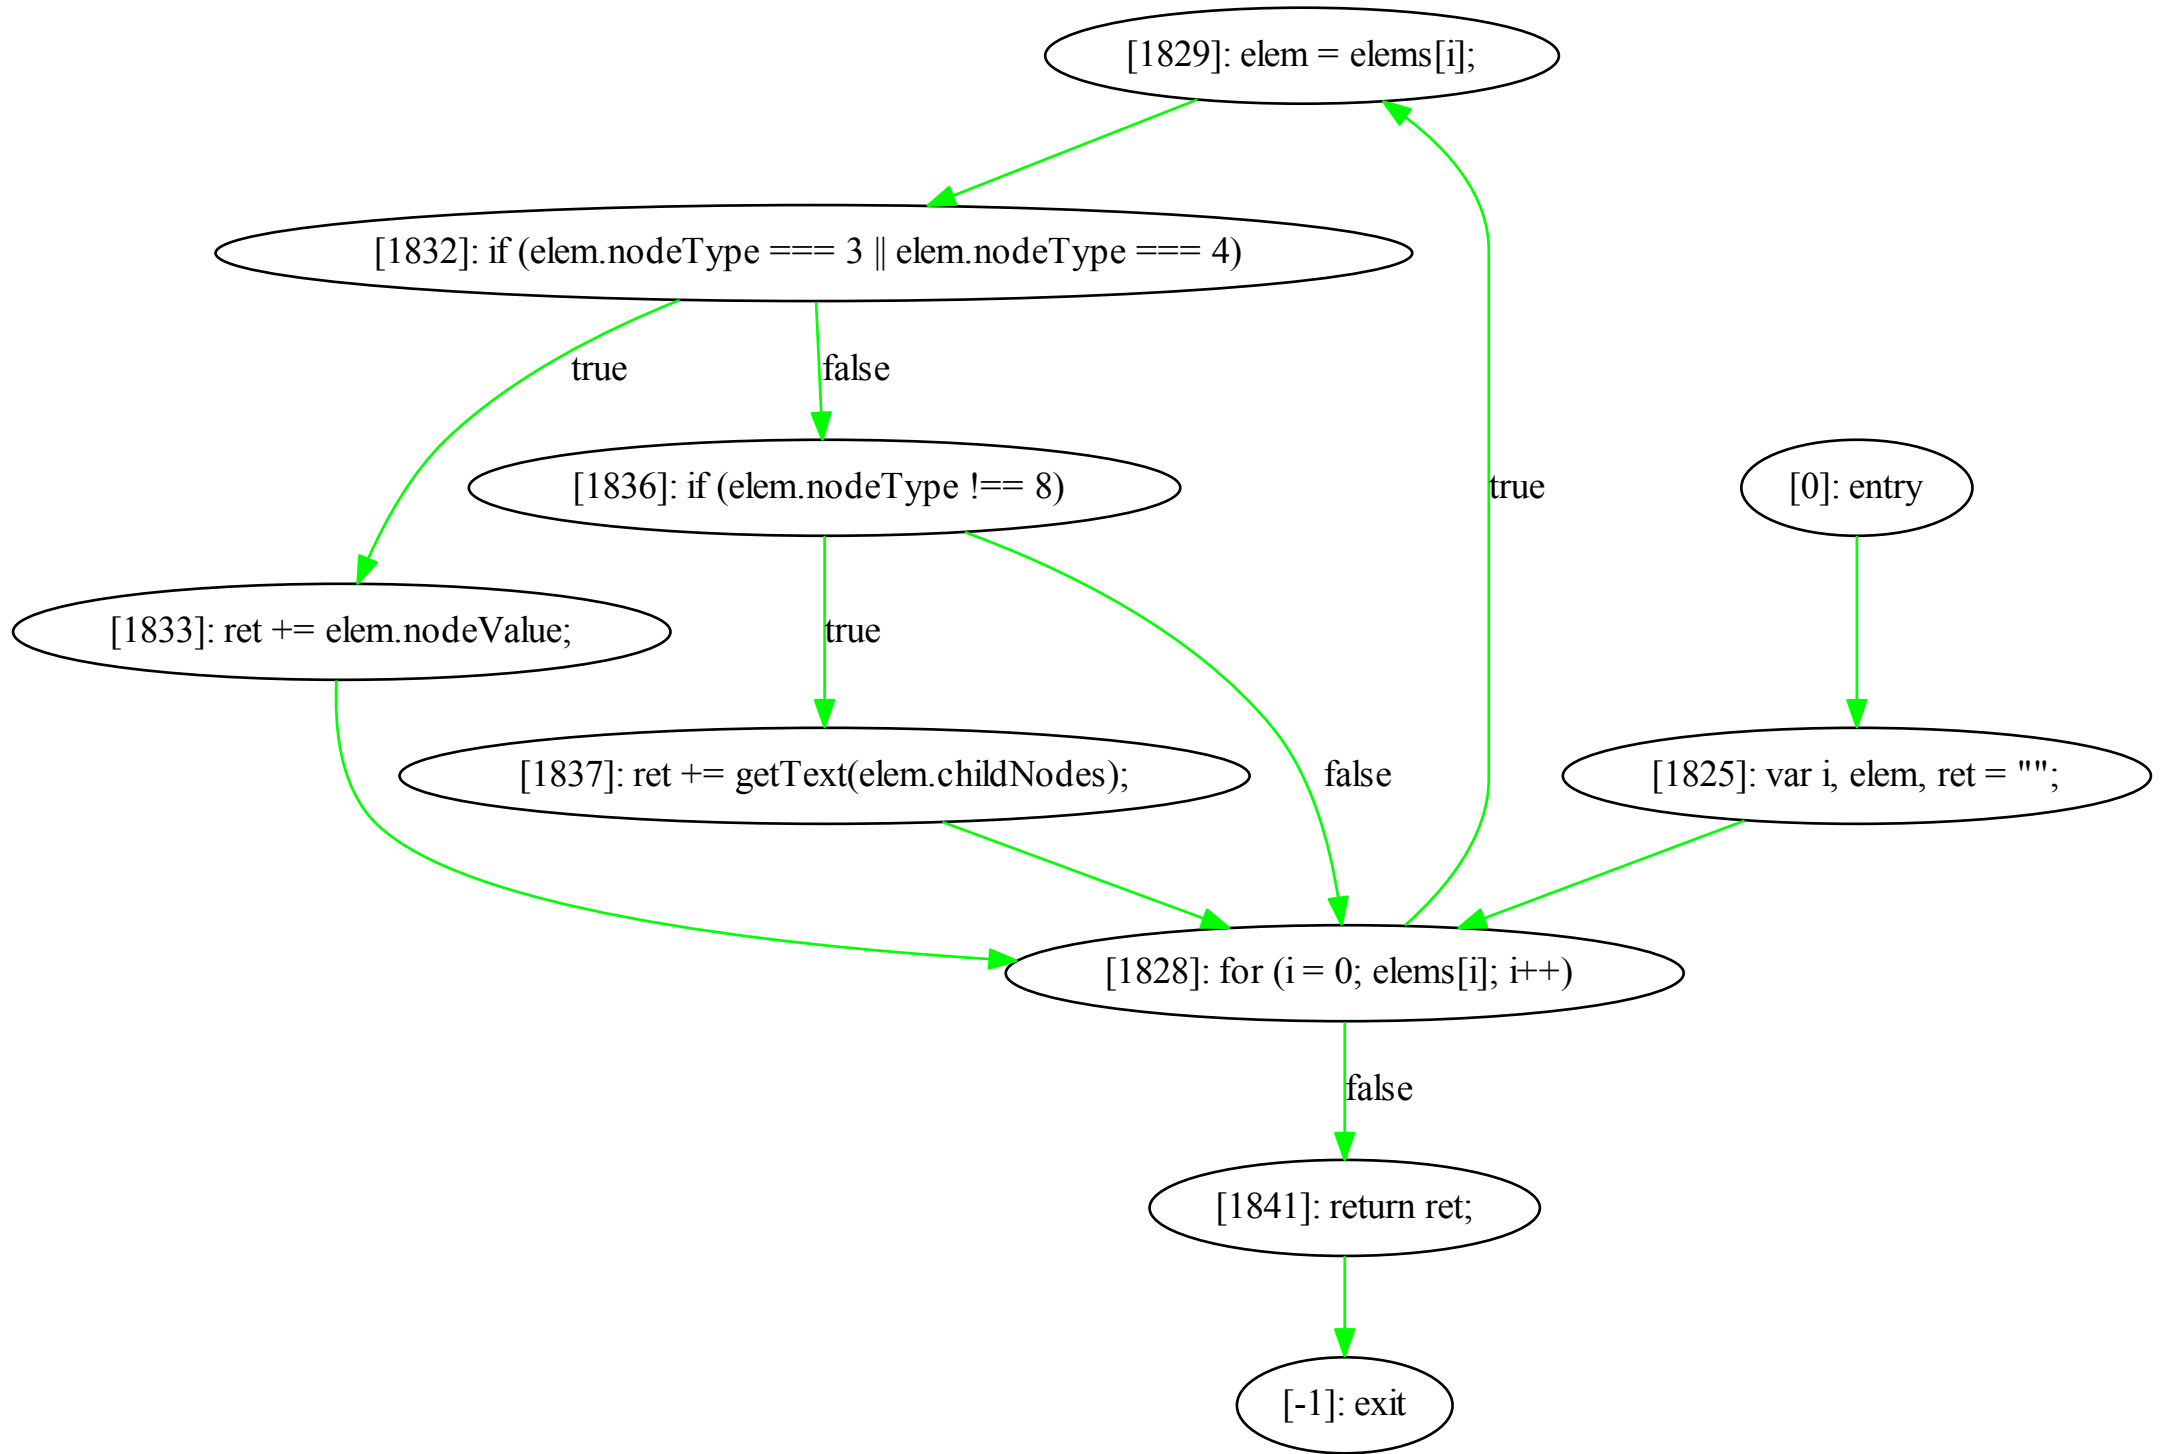 [1829]: elem = elems[i];
[1832]: if (elem.nodeType === 3 || elem.nodeType === 4)
true
false
[1836]: if (elem.nodeType !== 8)
true
[0]: entry
[1833]: ret += elem.nodeValue;
true
[1837]: ret += getText(elem.childNodes);
false
[1825]: var i, elem, ret = "";
[1828]: for (i = 0; elems[i]; i++)
false
[1841]: return ret;
[-1]: exit